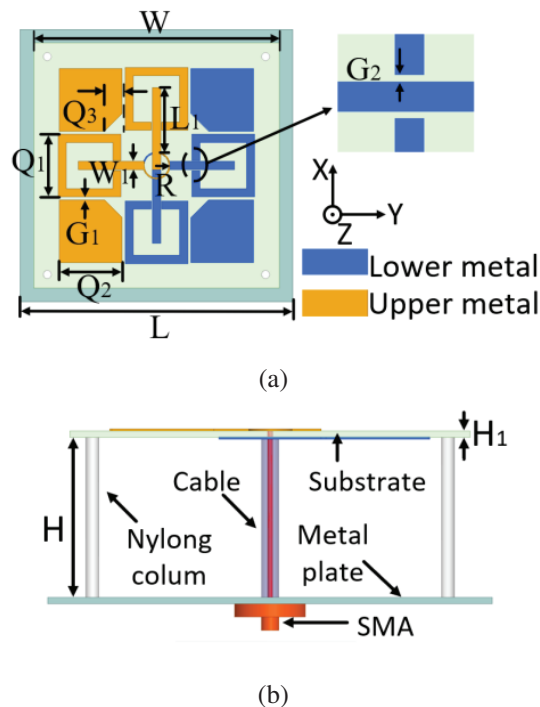 W
Q3
L1
G2
Q1
W1
R
G1
Q2
L
X
Y
Z
Lower metal
Upper metal
(a)
H1
Cable
Substrate
H
Nylong
colum
Metal
plate
SMA
(b)